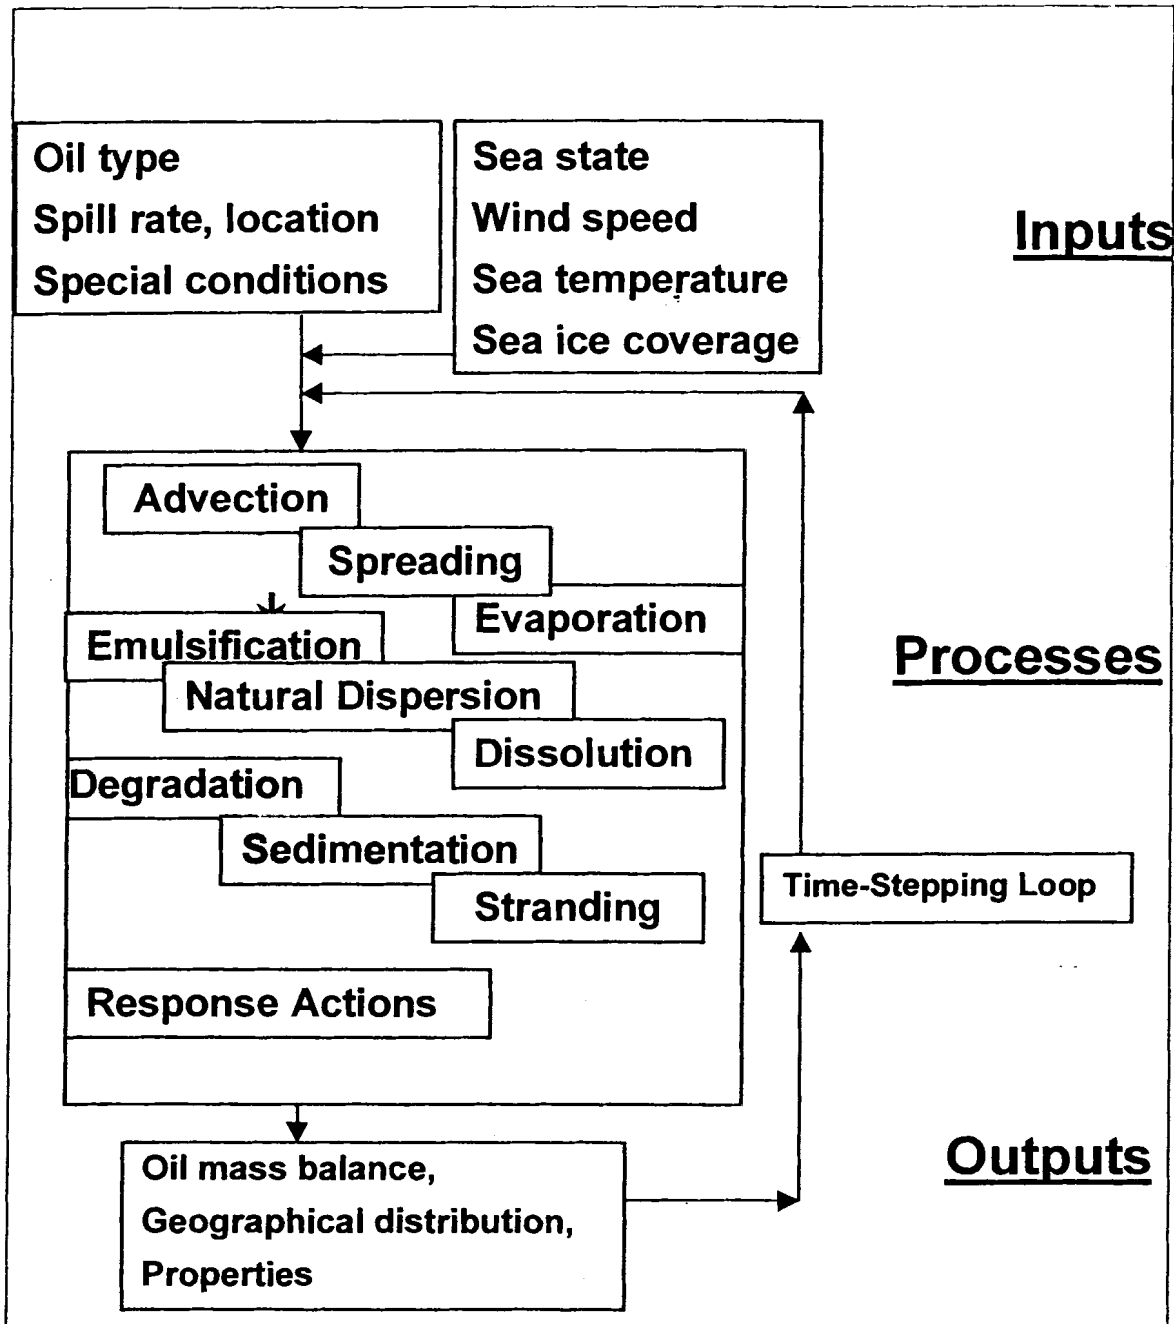 Oil type
Spill rate, location
Special conditions
Sea state
Wind speed
Sea temperature
Sea ice coverage
Inputs
Advection
Spreading
Evaporation
Emulsification
Natural Dispersion
Dissolution
Degradation
Sedimentation
Stranding
Response Actions
Processes
Time-Stepping Loop
Oil mass balance,
Geographical distribution,
Properties
Outputs